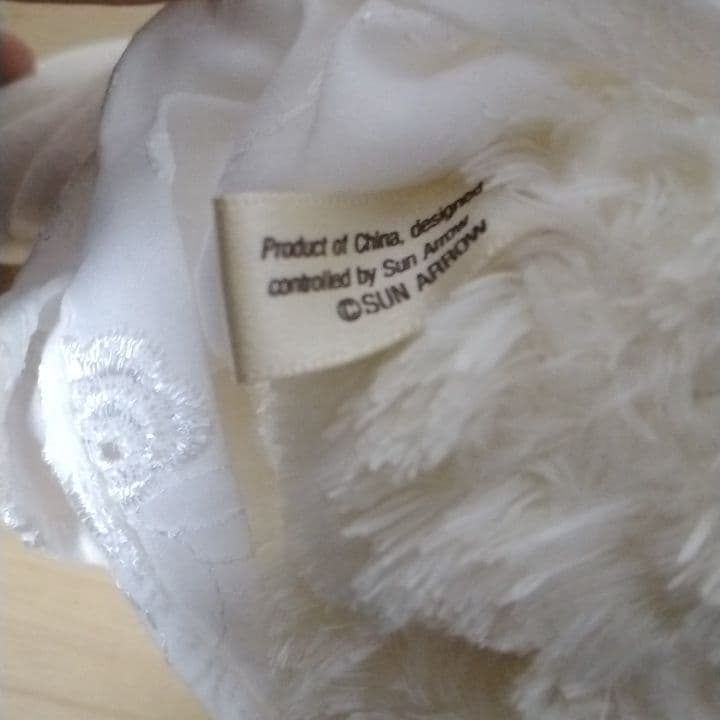 Product of China, designed
controlled by Sun Arrow
©SUN ARROW